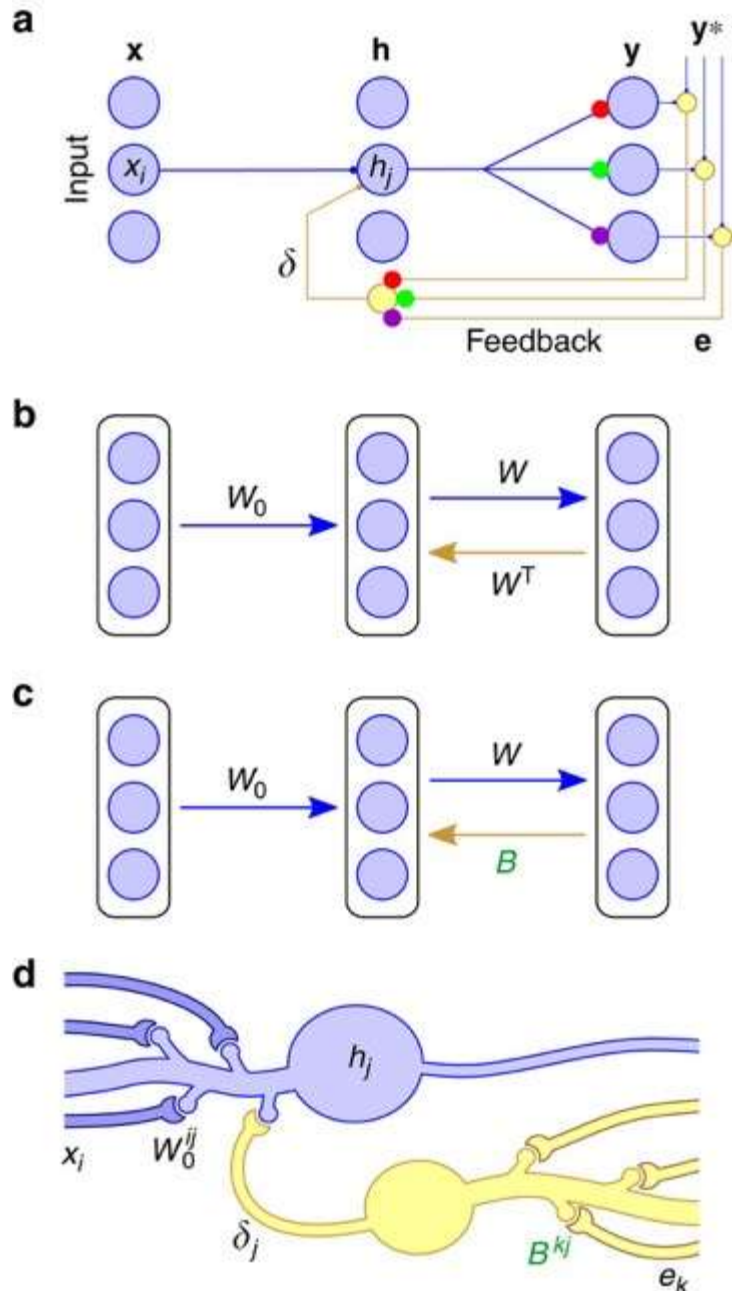 a
x h y y*
Input
x_i h_j
δ
Feedback e
b
W_0 W
W^T
c
W_0 W
B
d
h_j
x_i W_0^{ij}
δ_j B^{kj}
e_k